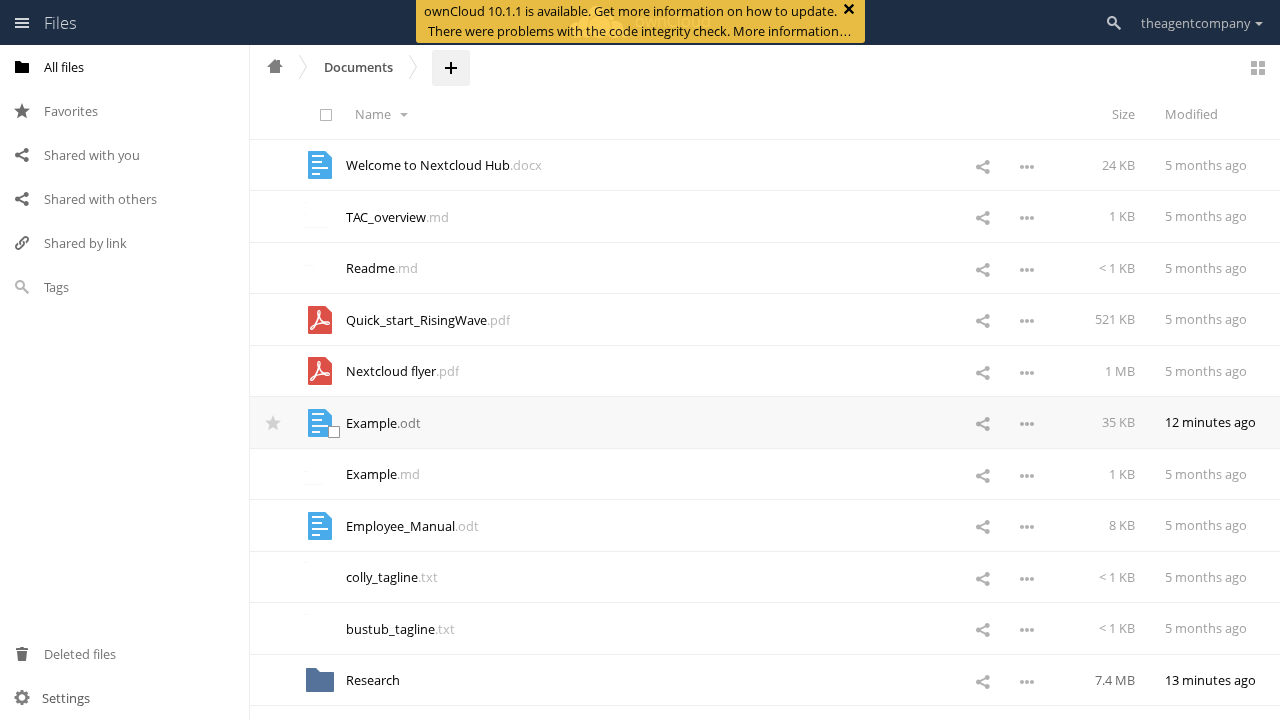 Files
ownCloud 10.1.1 is available. Get more information on how to update.
There were problems with the code integrity check. More information…
theagentcompany
All files
Favorites
Shared with you
Shared with others
Shared by link
Tags
Deleted files
Settings
Documents
Name Size Modified
Welcome to Nextcloud Hub.docx 24 KB 5 months ago
TAC_overview.md 1 KB 5 months ago
Readme.md < 1 KB 5 months ago
Quick_start_RisingWave.pdf 521 KB 5 months ago
Nextcloud flyer.pdf 1 MB 5 months ago
Example.odt 35 KB 12 minutes ago
Example.md 1 KB 5 months ago
Employee_Manual.odt 8 KB 5 months ago
colly_tagline.txt < 1 KB 5 months ago
bustub_tagline.txt < 1 KB 5 months ago
Research 7.4 MB 13 minutes ago